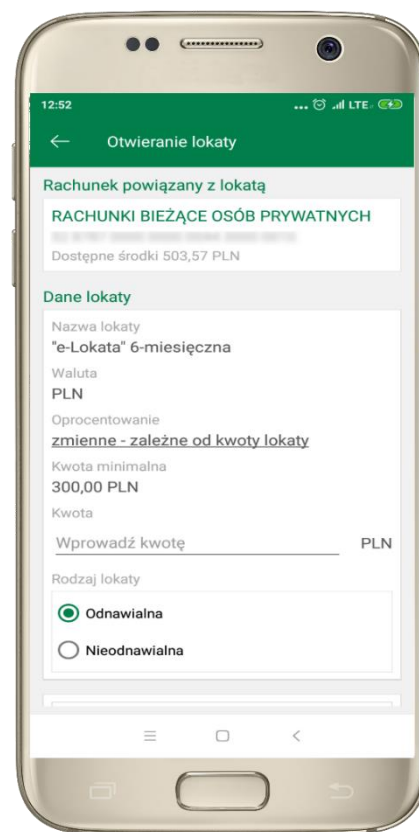 12:52
... LTE
Otwieranie lokaty
Rachunek powiązany z lokatą
RACHUNKI BIEŻĄCE OSÓB PRYWATNYCH
Dostępne środki 503,57 PLN
Dane lokaty
Nazwa lokaty
"e-Lokata" 6-miesięczna
Waluta
PLN
Oprocentowanie
zmienne - zależne od kwoty lokaty
Kwota minimalna
300,00 PLN
Kwota
Wprowadź kwotę PLN
Rodzaj lokaty
Odnawialna
Nieodnawialna